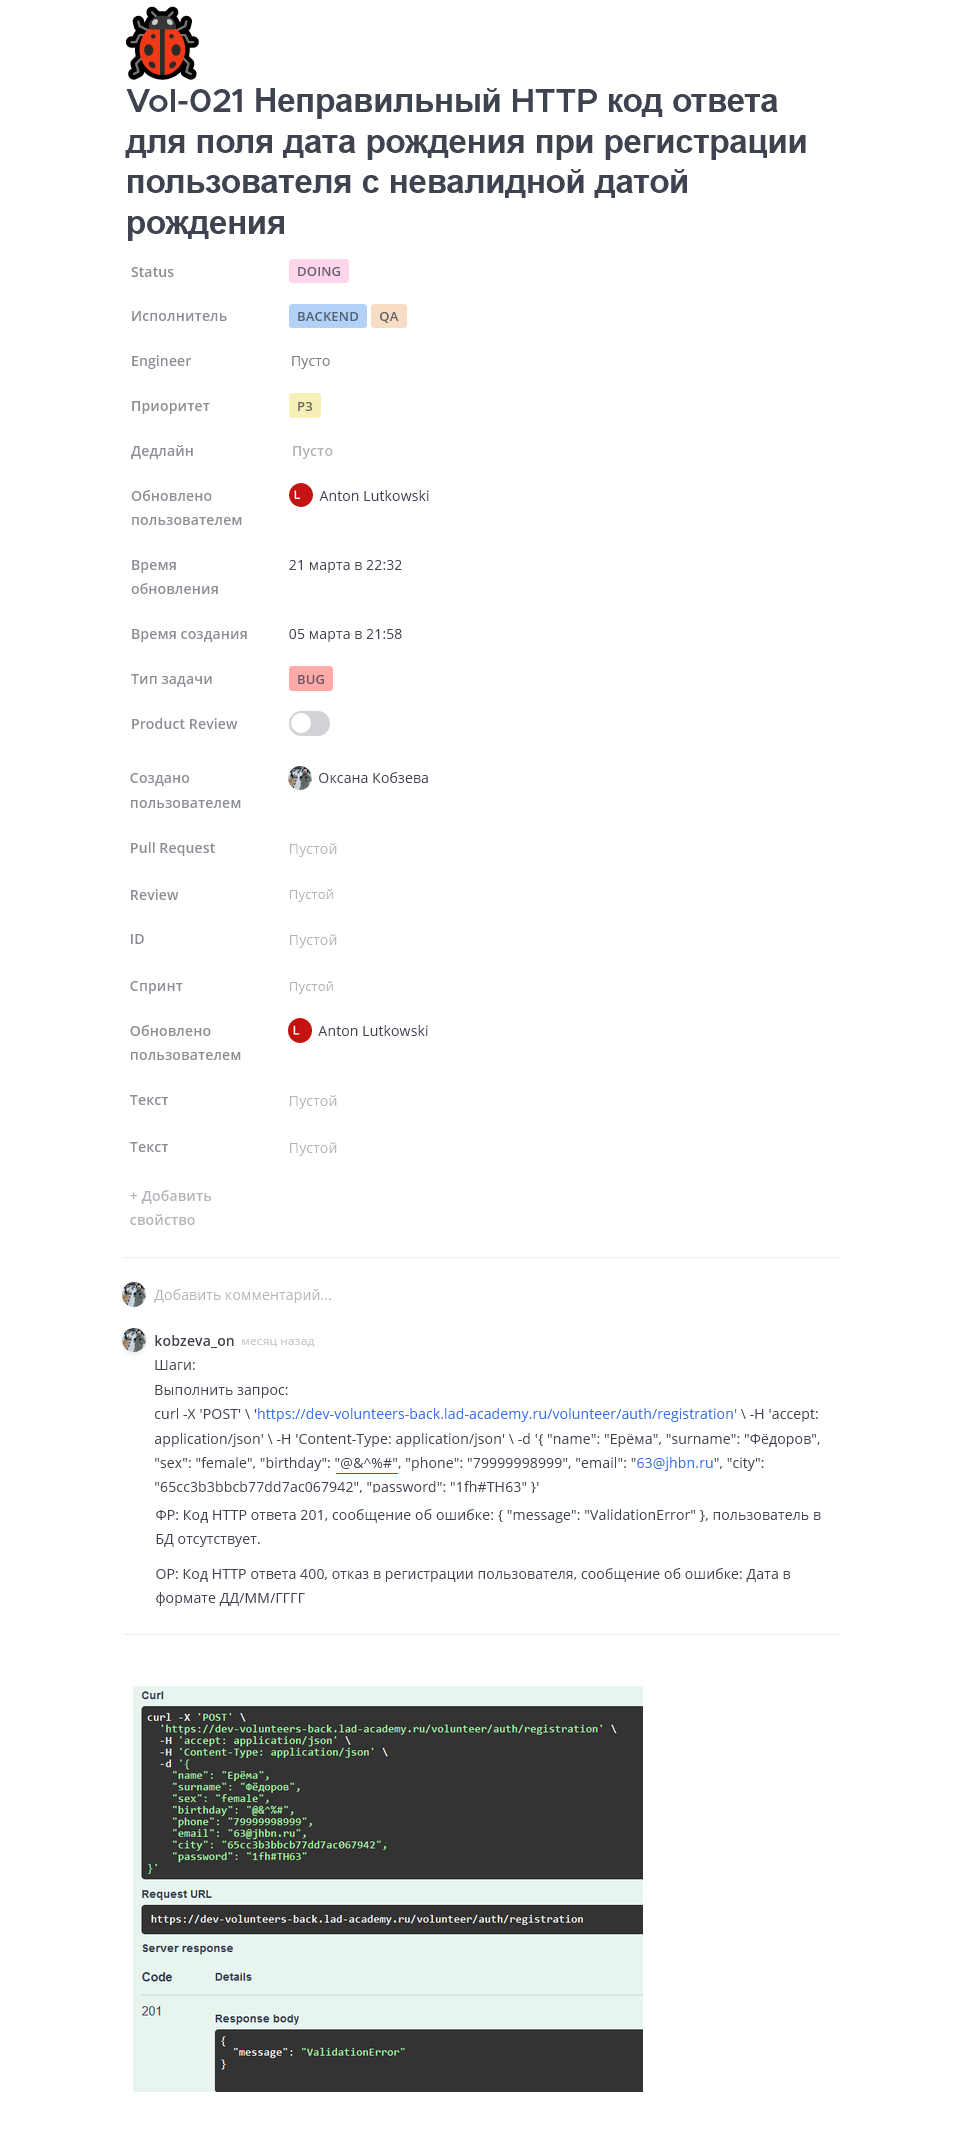 Vol-021 Неправильный HTTP код ответа
для поля дата рождения при регистрации
пользователя с невалидной датой
рождения
Status DOING
Исполнитель BACKEND QA
Engineer Пусто
Приоритет P3
Дедлайн Пусто
Обновлено
пользователем
L Anton Lutkowski
Время
обновления
21 марта в 22:32
Время создания 05 марта в 21:58
Тип задачи BUG
Product Review
Создано
пользователем
Оксана Кобзева
Pull Request Пустой
Review Пустой
ID Пустой
Спринт Пустой
Обновлено
пользователем
L Anton Lutkowski
Текст Пустой
Текст Пустой
+ Добавить
свойство
Добавить комментарий...
kobzeva_on месяц назад
Шаги:
Выполнить запрос:
curl -X 'POST' \ 'https://dev-volunteers-back.lad-academy.ru/volunteer/auth/registration' \ -H 'accept:
application/json' \ -H 'Content-Type: application/json' \ -d '{ "name": "Ерёма", "surname": "Фёдоров",
"sex": "female", "birthday": "@&^%#", "phone": "79999998999", "email": "63@jhbn.ru", "city":
"65cc3b3bbcb77dd7ac067942", "password": "1fh#TH63" }'
ФР: Код HTTP ответа 201, сообщение об ошибке: { "message": "ValidationError" }, пользователь в
БД отсутствует.
ОР: Код HTTP ответа 400, отказ в регистрации пользователя, сообщение об ошибке: Дата в
формате ДД/ММ/ГГГГ
Curl
curl -X 'POST' \
'https://dev-volunteers-back.lad-academy.ru/volunteer/auth/registration' \
-H 'accept: application/json' \
-H 'Content-Type: application/json' \
-d '{
"name": "Ерёма",
"surname": "Фёдоров",
"sex": "female",
"birthday": "@&^%#",
"phone": "79999998999",
"email": "63@jhbn.ru",
"city": "65cc3b3bbcb77dd7ac067942",
"password": "1fh#TH63"
}'
Request URL
https://dev-volunteers-back.lad-academy.ru/volunteer/auth/registration
Server response
Code Details
201
Response body
{
"message": "ValidationError"
}